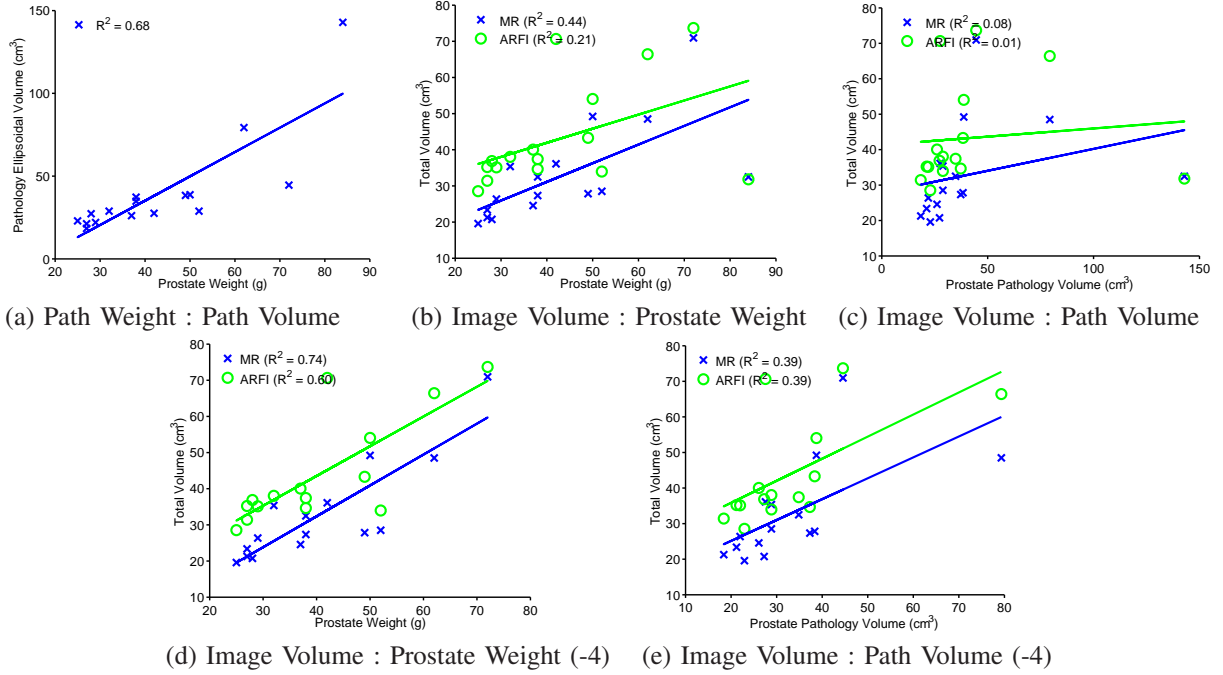 150
100
50
0
Pathology Ellipsoidal Volume (cm³)
R² = 0.68
20 30 40 50 60 70 80 90
Prostate Weight (g)
(a) Path Weight : Path Volume
80
70
60
50
40
30
20
10
Total Volume (cm³)
MR (R² = 0.44)
ARFI (R² = 0.21)
20 30 40 50 60 70 80 90
Prostate Weight (g)
(b) Image Volume : Prostate Weight
80
70
60
50
40
30
20
10
Total Volume (cm³)
MR (R² = 0.08)
ARFI (R² = 0.01)
0 50 100 150
Prostate Pathology Volume (cm³)
(c) Image Volume : Path Volume
80
70
60
50
40
30
20
10
Total Volume (cm³)
MR (R² = 0.74)
ARFI (R² = 0.60)
20 30 40 50 60 70 80
Prostate Weight (g)
(d) Image Volume : Prostate Weight (-4)
80
70
60
50
40
30
20
10
Total Volume (cm³)
MR (R² = 0.39)
ARFI (R² = 0.39)
10 20 30 40 50 60 70 80
Prostate Pathology Volume (cm³)
(e) Image Volume : Path Volume (-4)